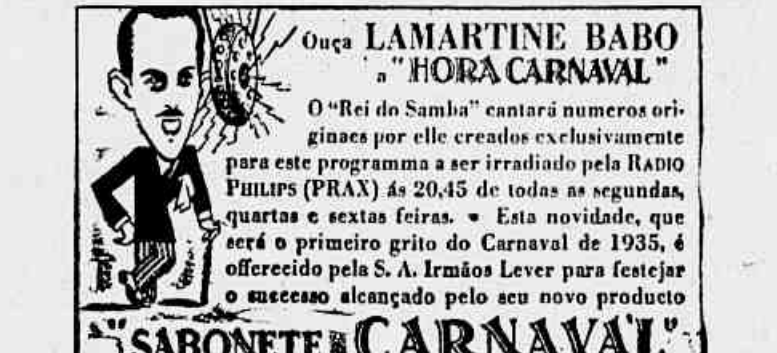 Ouça LAMARTINE BABO
a "HORA CARNAVAL"
O "Rei do Samba" cantará numeros ori-
ginaes por elle creados exclusivamente
para este programma a ser irradiado pela RADIO
PHILIPS (PRAX) ás 20,45 de todas as segundas,
quartas e sextas feiras. • Esta novidade, que
será o primeiro grito do Carnaval de 1935, é
offerecido pela S. A. Irmãos Lever para festejar
o successo alcançado pelo seu novo producto
"SABONETE CARNAVAL"